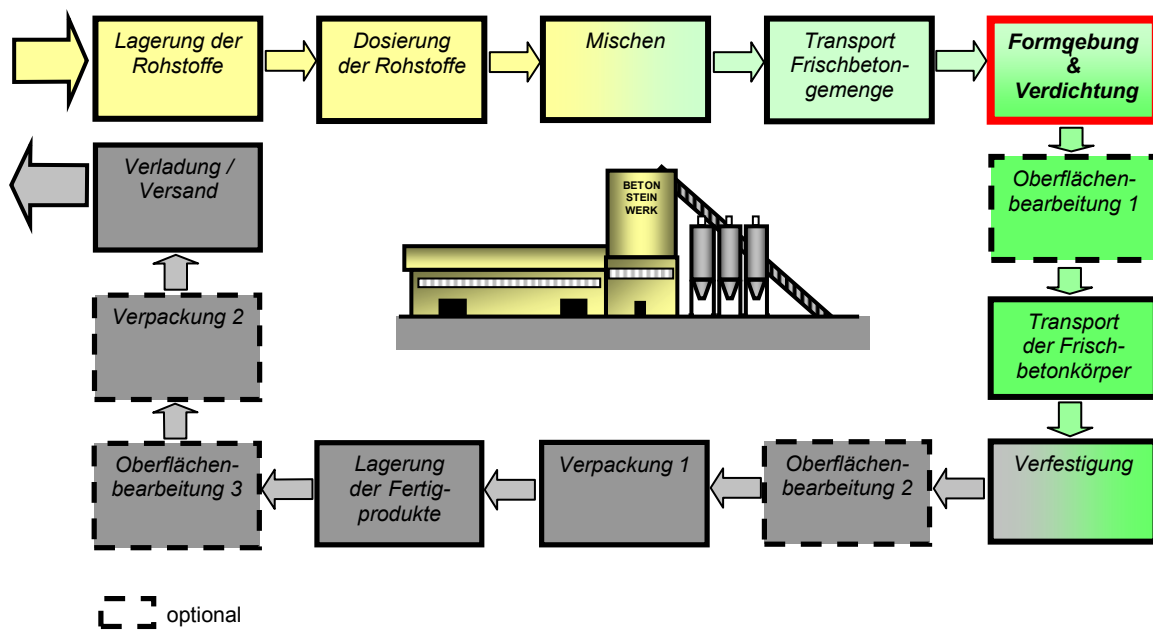 Lagerung der
Rohstoffe
Dosierung
der Rohstoffe
Mischen
Transport
Frischbeton-
gemenge
Formgebung
&
Verdichtung
Verladung /
Versand
BETON
STEIN
WERK
Oberflächen-
bearbeitung 1
Verpackung 2
Transport
der Frisch-
betonkörper
Oberflächen-
bearbeitung 3
Lagerung
der Fertig-
produkte
Verpackung 1
Oberflächen-
bearbeitung 2
Verfestigung
optional